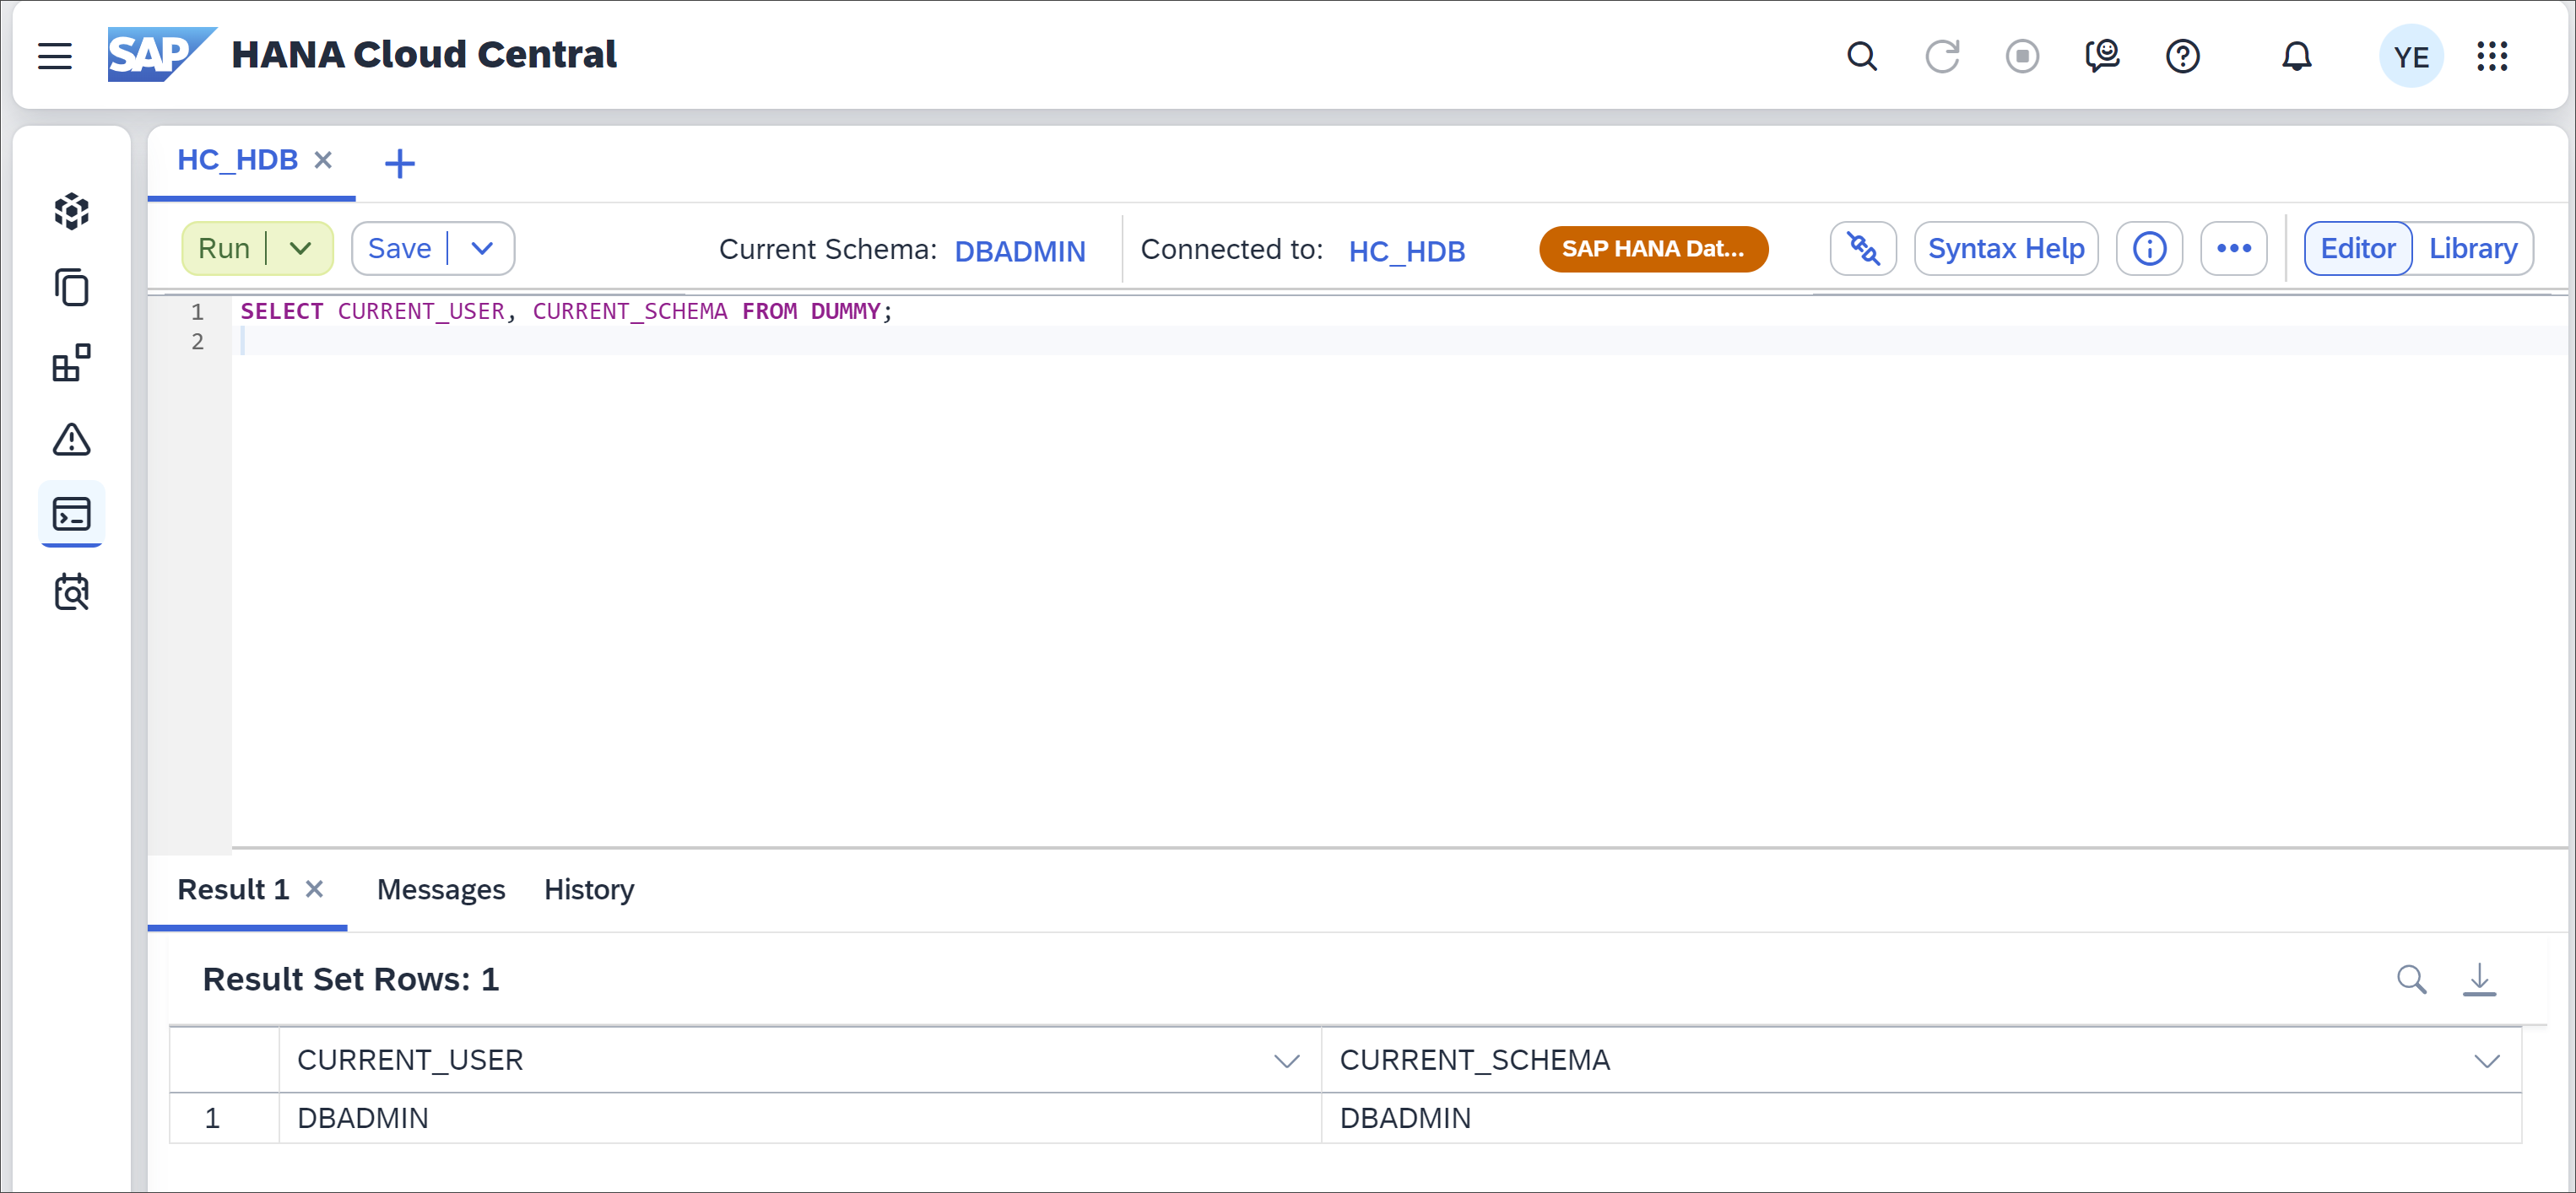 SAP HANA Cloud Central
YE
HC_HDB
Run Save Current Schema: DBADMIN Connected to: HC_HDB SAP HANA Dat... Syntax Help Editor Library
1 SELECT CURRENT_USER, CURRENT_SCHEMA FROM DUMMY;
2
Result 1 Messages History
Result Set Rows: 1
CURRENT_USER CURRENT_SCHEMA
1 DBADMIN DBADMIN